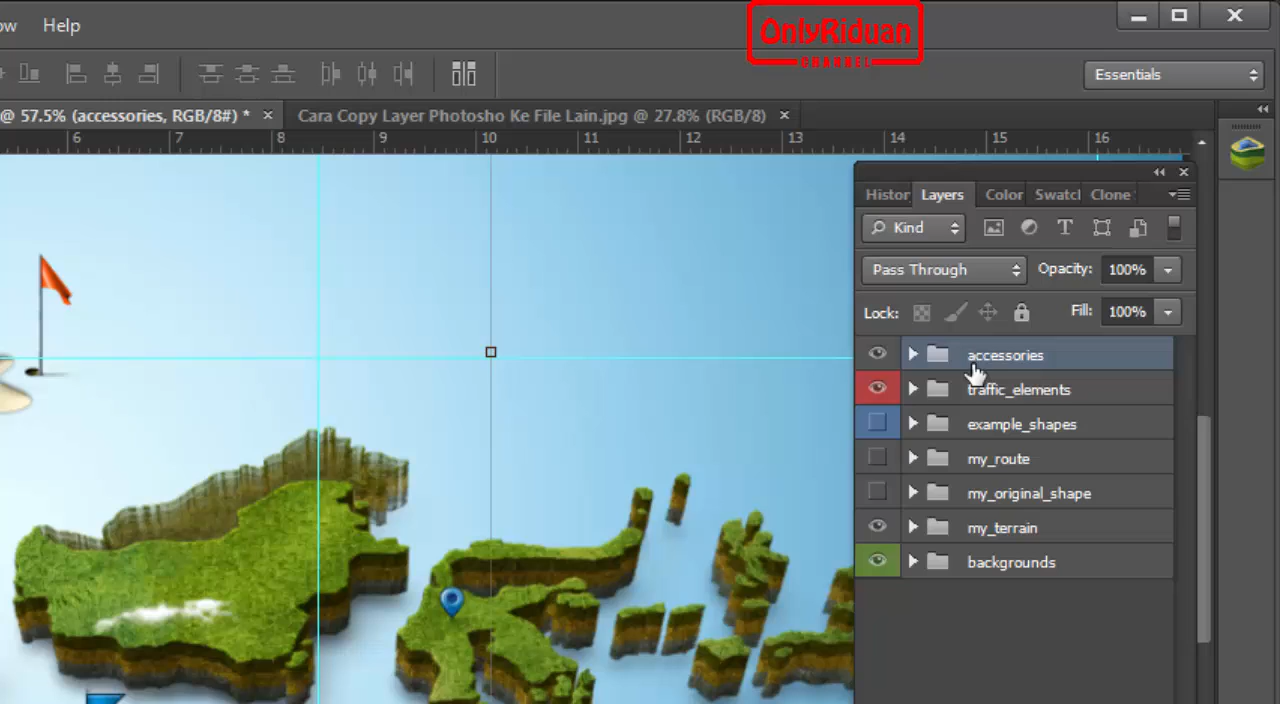 OnlyRiduan
CHANNEL
ow Help
Essentials
@ 57.5% (accessories, RGB/8#) * × Cara Copy Layer Photosho Ke File Lain.jpg @ 27.8% (RGB/8) ×
6 7 8 9 10 11 12 13 14 15 16
Histor Layers Color Swatcl Clone
Kind
Pass Through Opacity: 100%
Lock: Fill: 100%
accessories
traffic_elements
example_shapes
my_route
my_original_shape
my_terrain
backgrounds